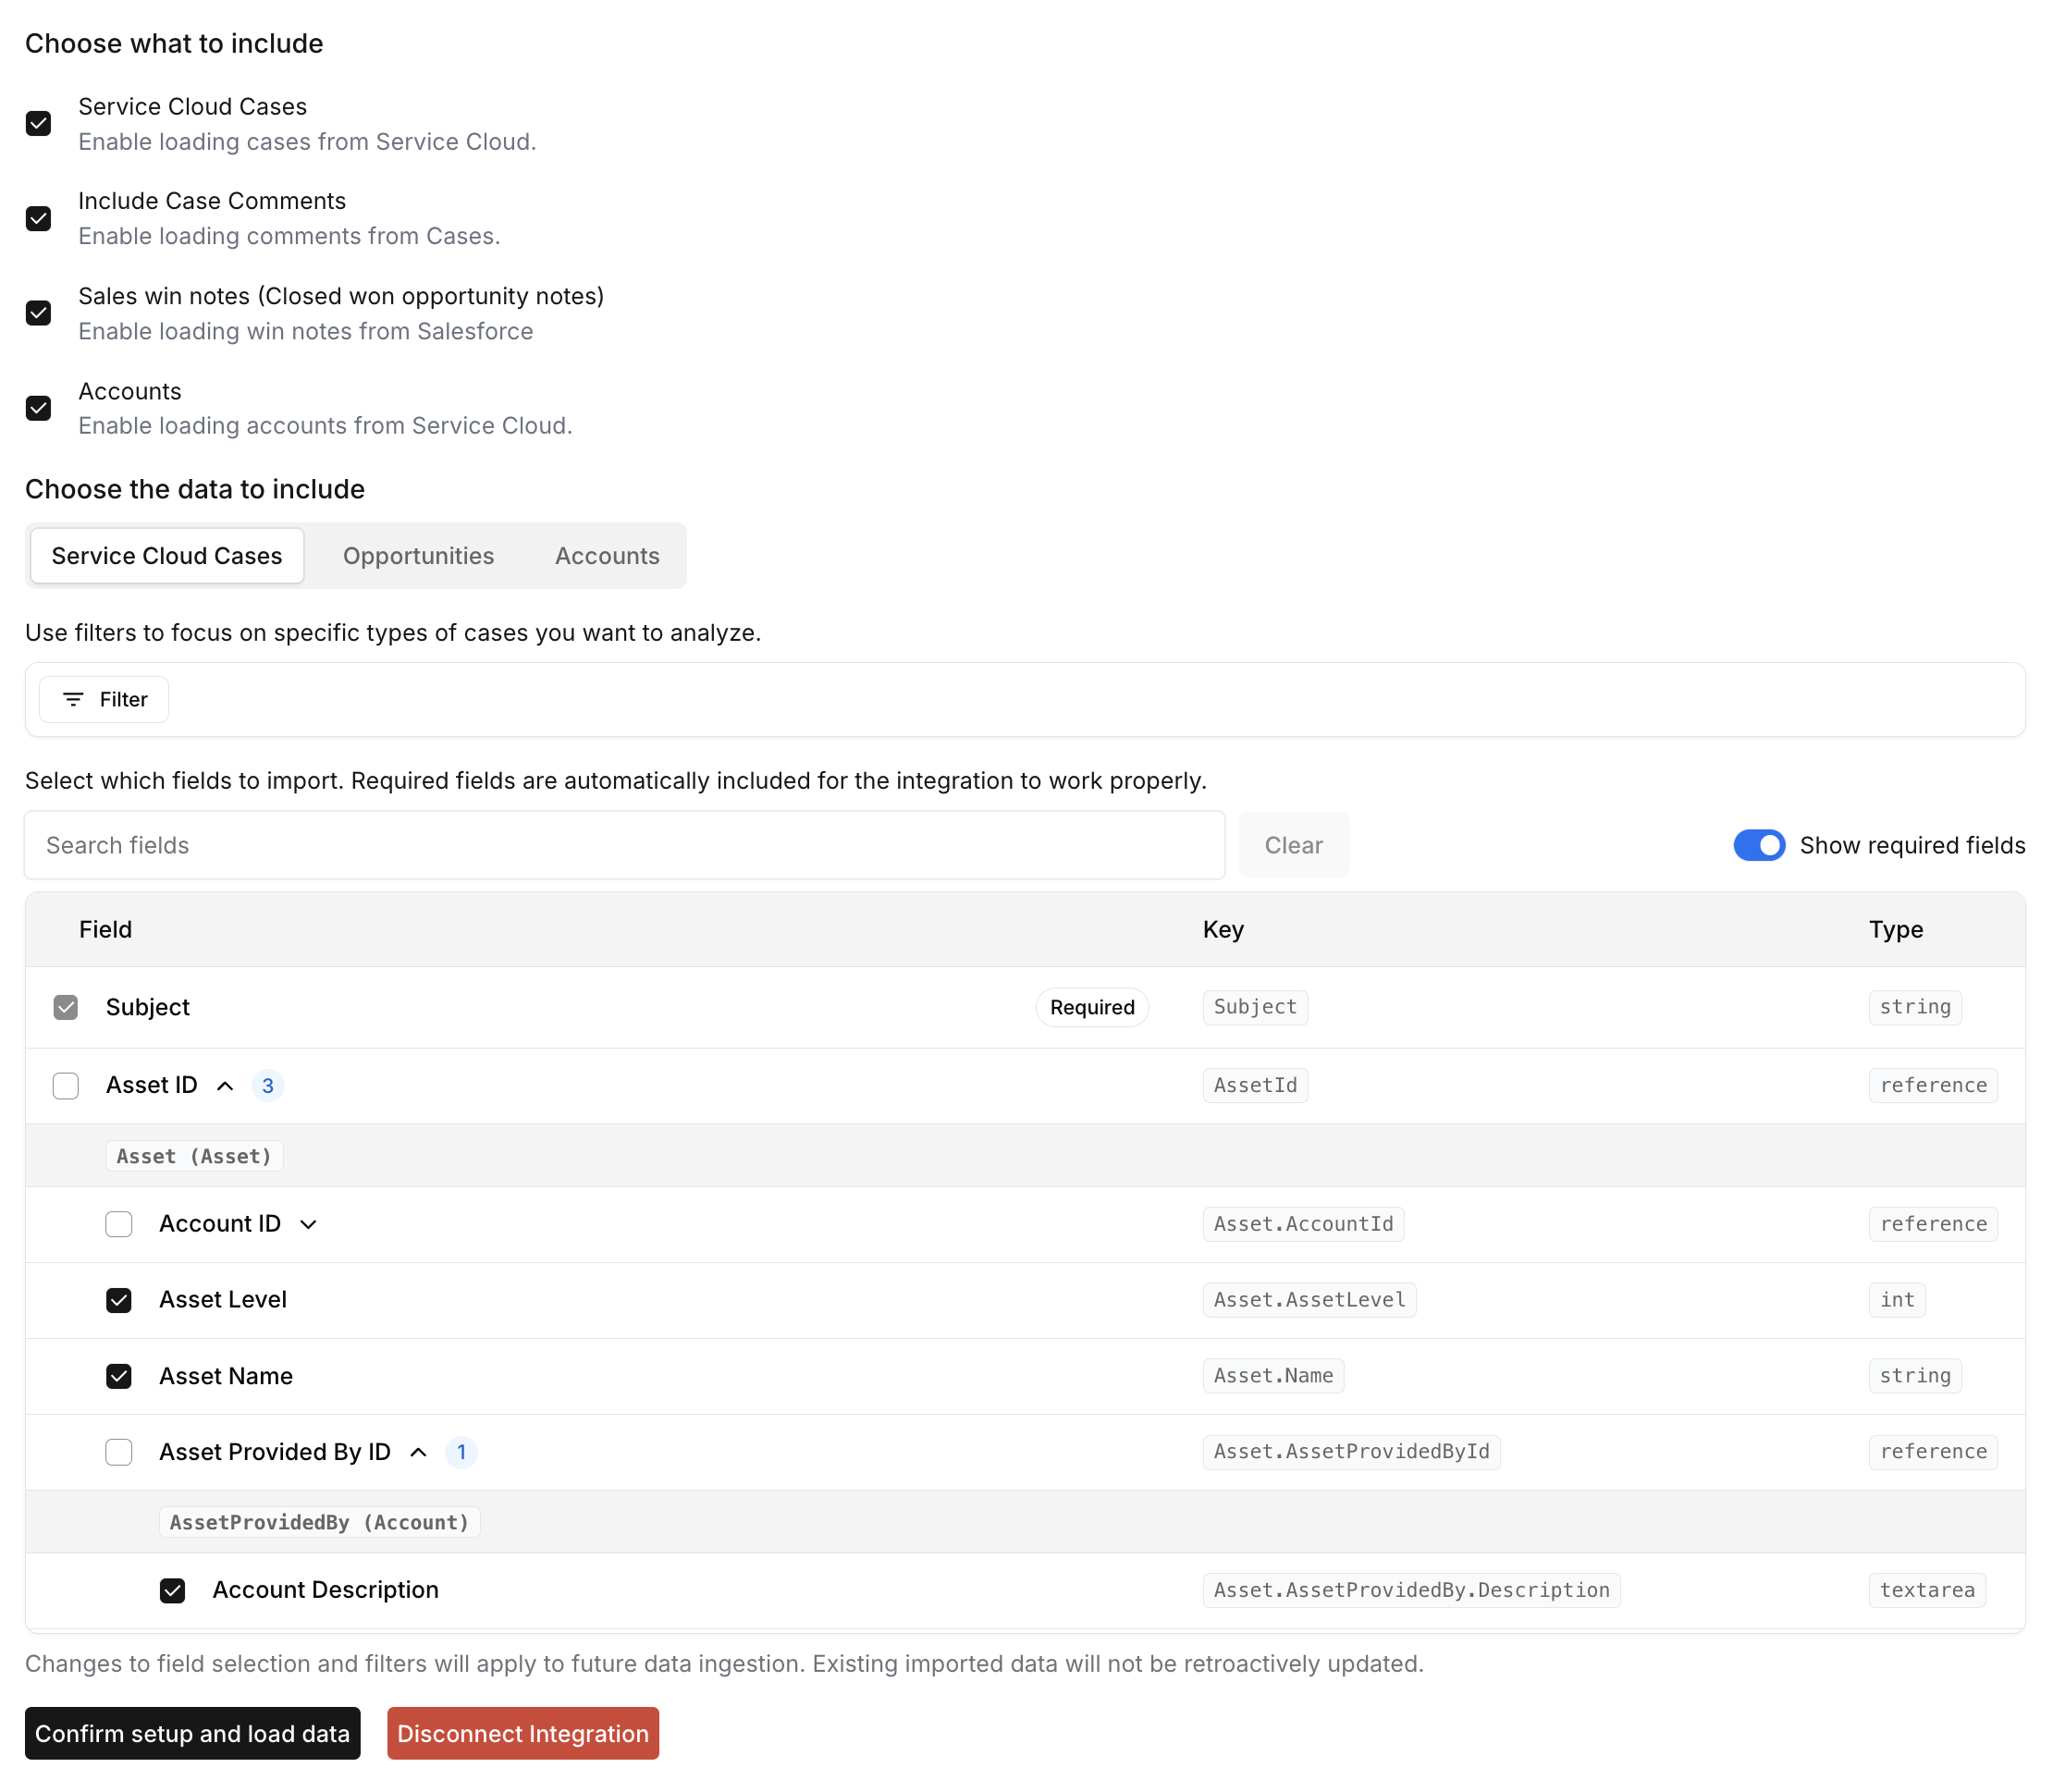 Choose what to include
Service Cloud Cases
Enable loading cases from Service Cloud.
Include Case Comments
Enable loading comments from Cases.
Sales win notes (Closed won opportunity notes)
Enable loading win notes from Salesforce
Accounts
Enable loading accounts from Service Cloud.
Choose the data to include
Service Cloud Cases Opportunities Accounts
Use filters to focus on specific types of cases you want to analyze.
Filter
Select which fields to import. Required fields are automatically included for the integration to work properly.
Search fields Clear Show required fields
Field Key Type
Subject Required Subject string
Asset ID 3 AssetId reference
Asset (Asset)
Account ID Asset.AccountId reference
Asset Level Asset.AssetLevel int
Asset Name Asset.Name string
Asset Provided By ID 1 Asset.AssetProvidedById reference
AssetProvidedBy (Account)
Account Description Asset.AssetProvidedBy.Description textarea
Changes to field selection and filters will apply to future data ingestion. Existing imported data will not be retroactively updated.
Confirm setup and load data Disconnect Integration